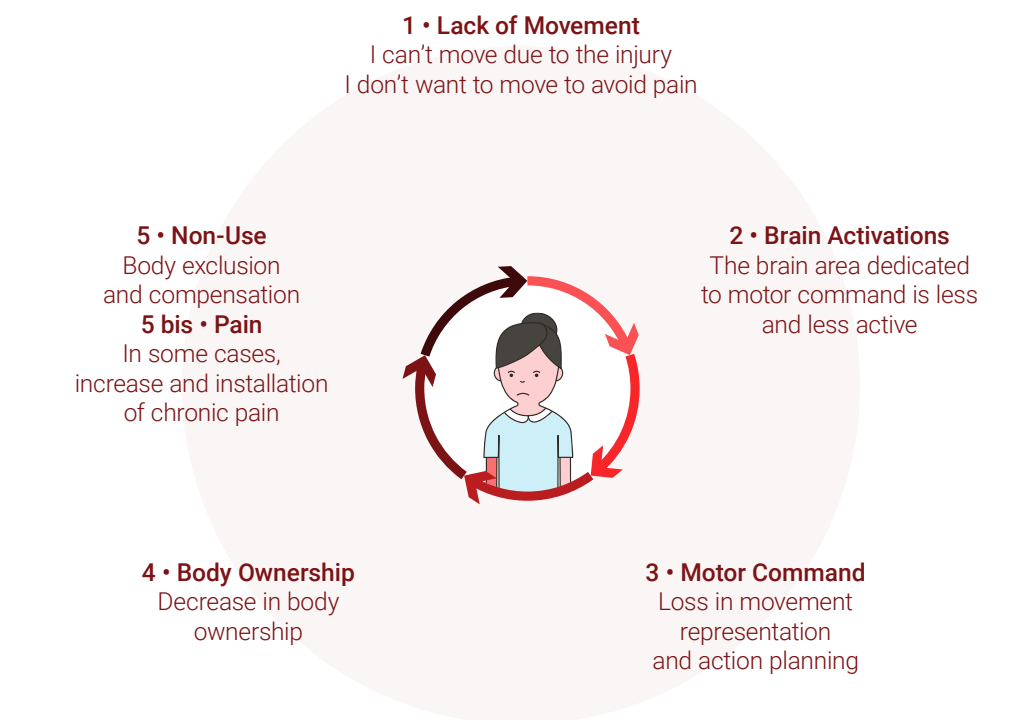 1 • Lack of Movement
I can’t move due to the injury
I don’t want to move to avoid pain
2 • Brain Activations
The brain area dedicated
to motor command is less
and less active
3 • Motor Command
Loss in movement
representation
and action planning
4 • Body Ownership
Decrease in body
ownership
5 • Non-Use
Body exclusion
and compensation
5 bis • Pain
In some cases,
increase and installation
of chronic pain